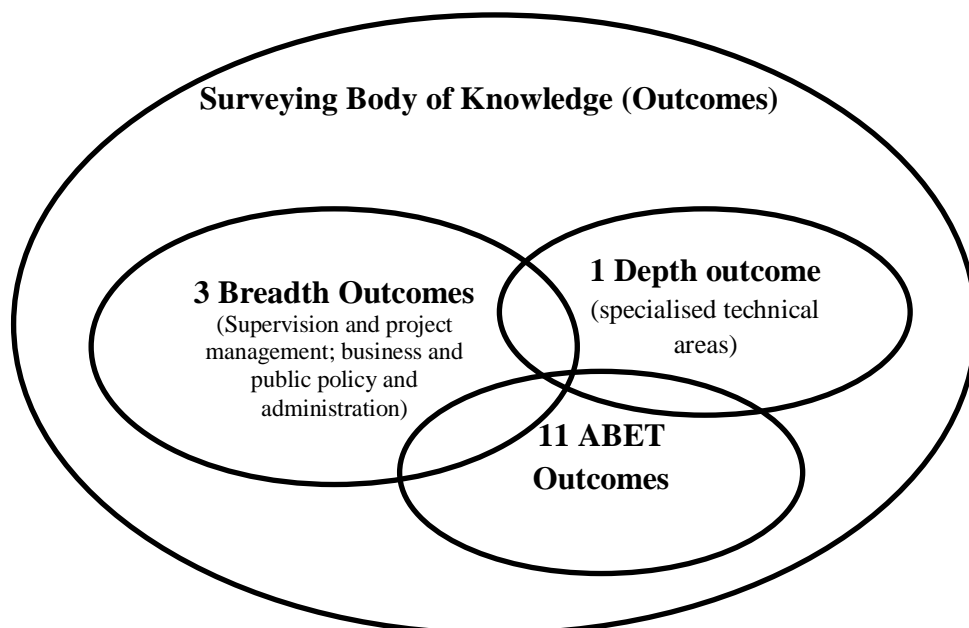 Surveying Body of Knowledge (Outcomes)
3 Breadth Outcomes
(Supervision and project
management; business and
public policy and
administration)
1 Depth outcome
(specialised technical
areas)
11 ABET
Outcomes